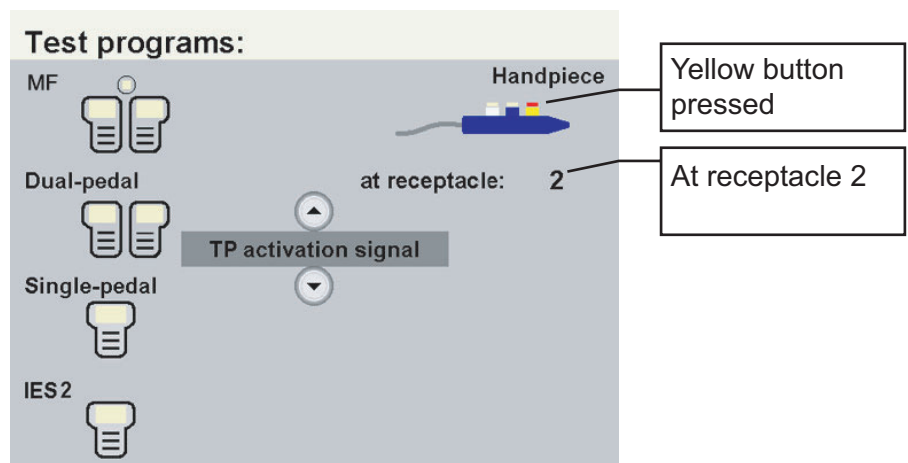 Test programs:
MF
Handpiece
Yellow button
pressed
Dual-pedal
at receptacle: 2
At receptacle 2
TP activation signal
Single-pedal
IES 2